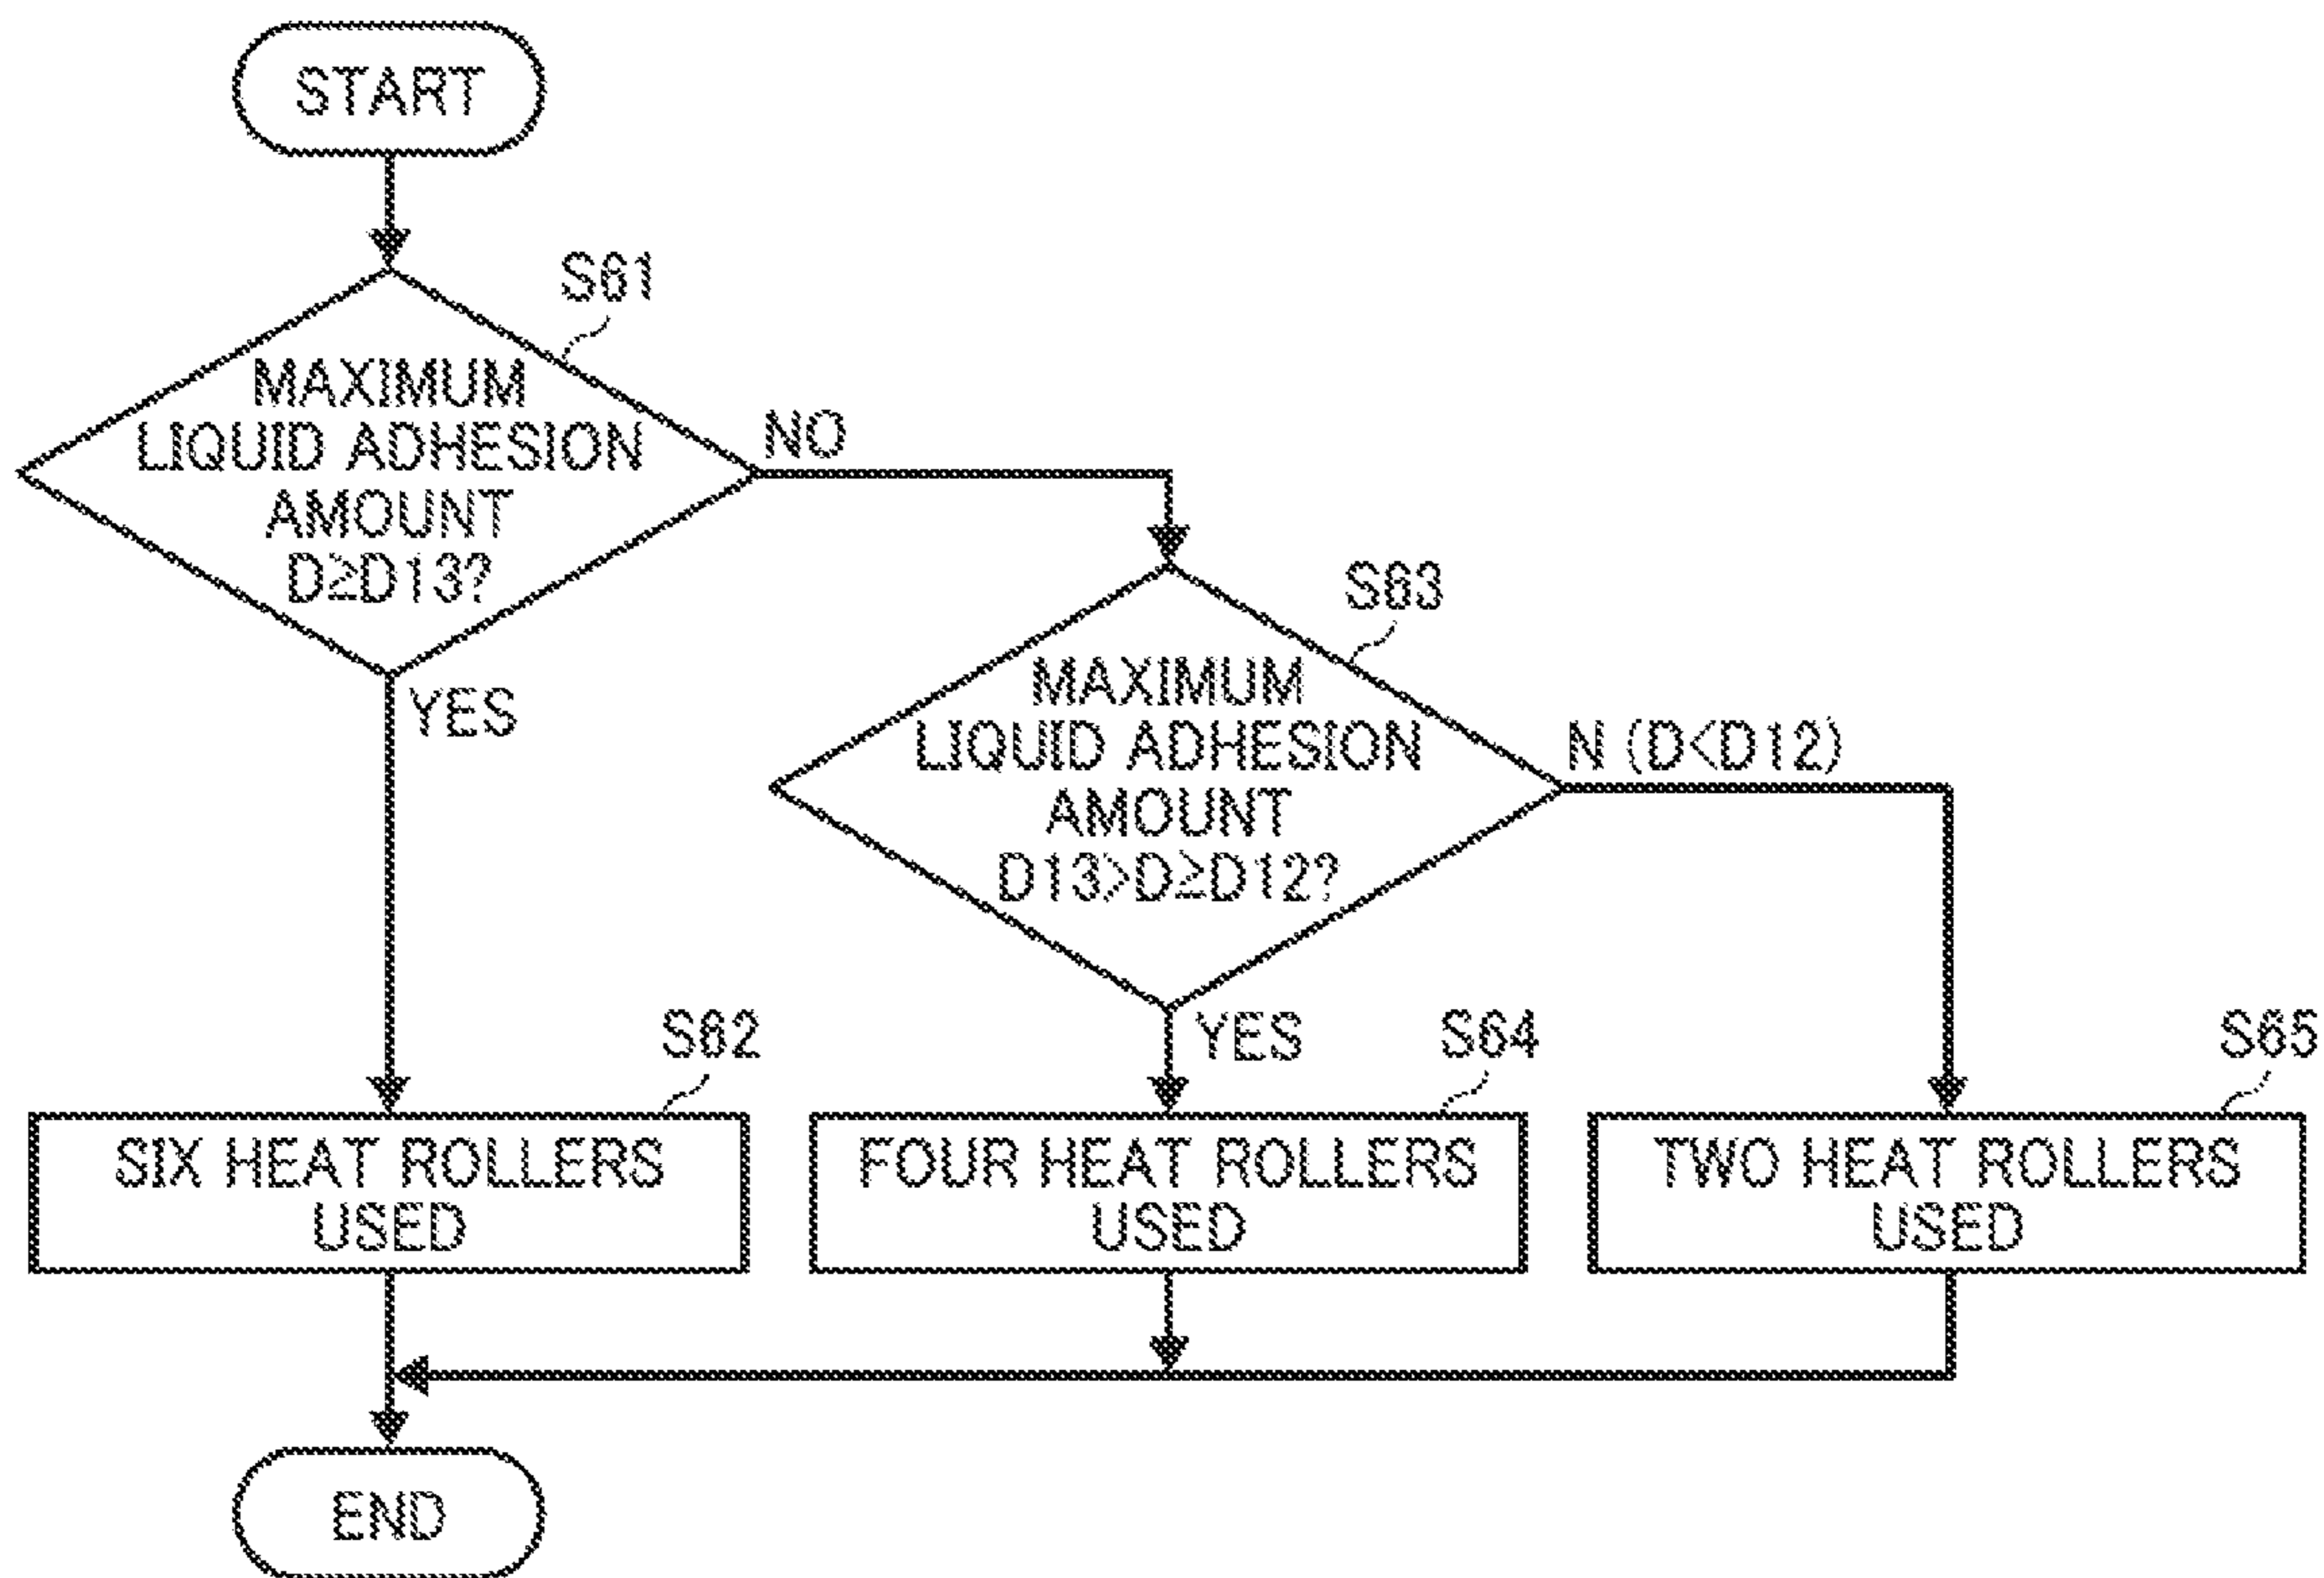 START
S61
MAXIMUM
LIQUID ADHESION
AMOUNT
D≥D13?
NO
YES
S63
MAXIMUM
LIQUID ADHESION
AMOUNT
D13>D≥D12?
N (D<D12)
YES
S62
SIX HEAT ROLLERS
USED
S64
FOUR HEAT ROLLERS
USED
S65
TWO HEAT ROLLERS
USED
END